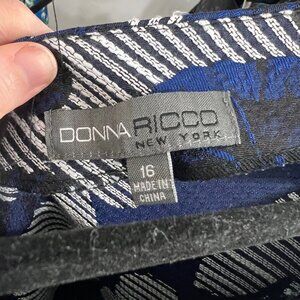 DONNA RICCO
NEW YORK
16
MADE IN
CHINA